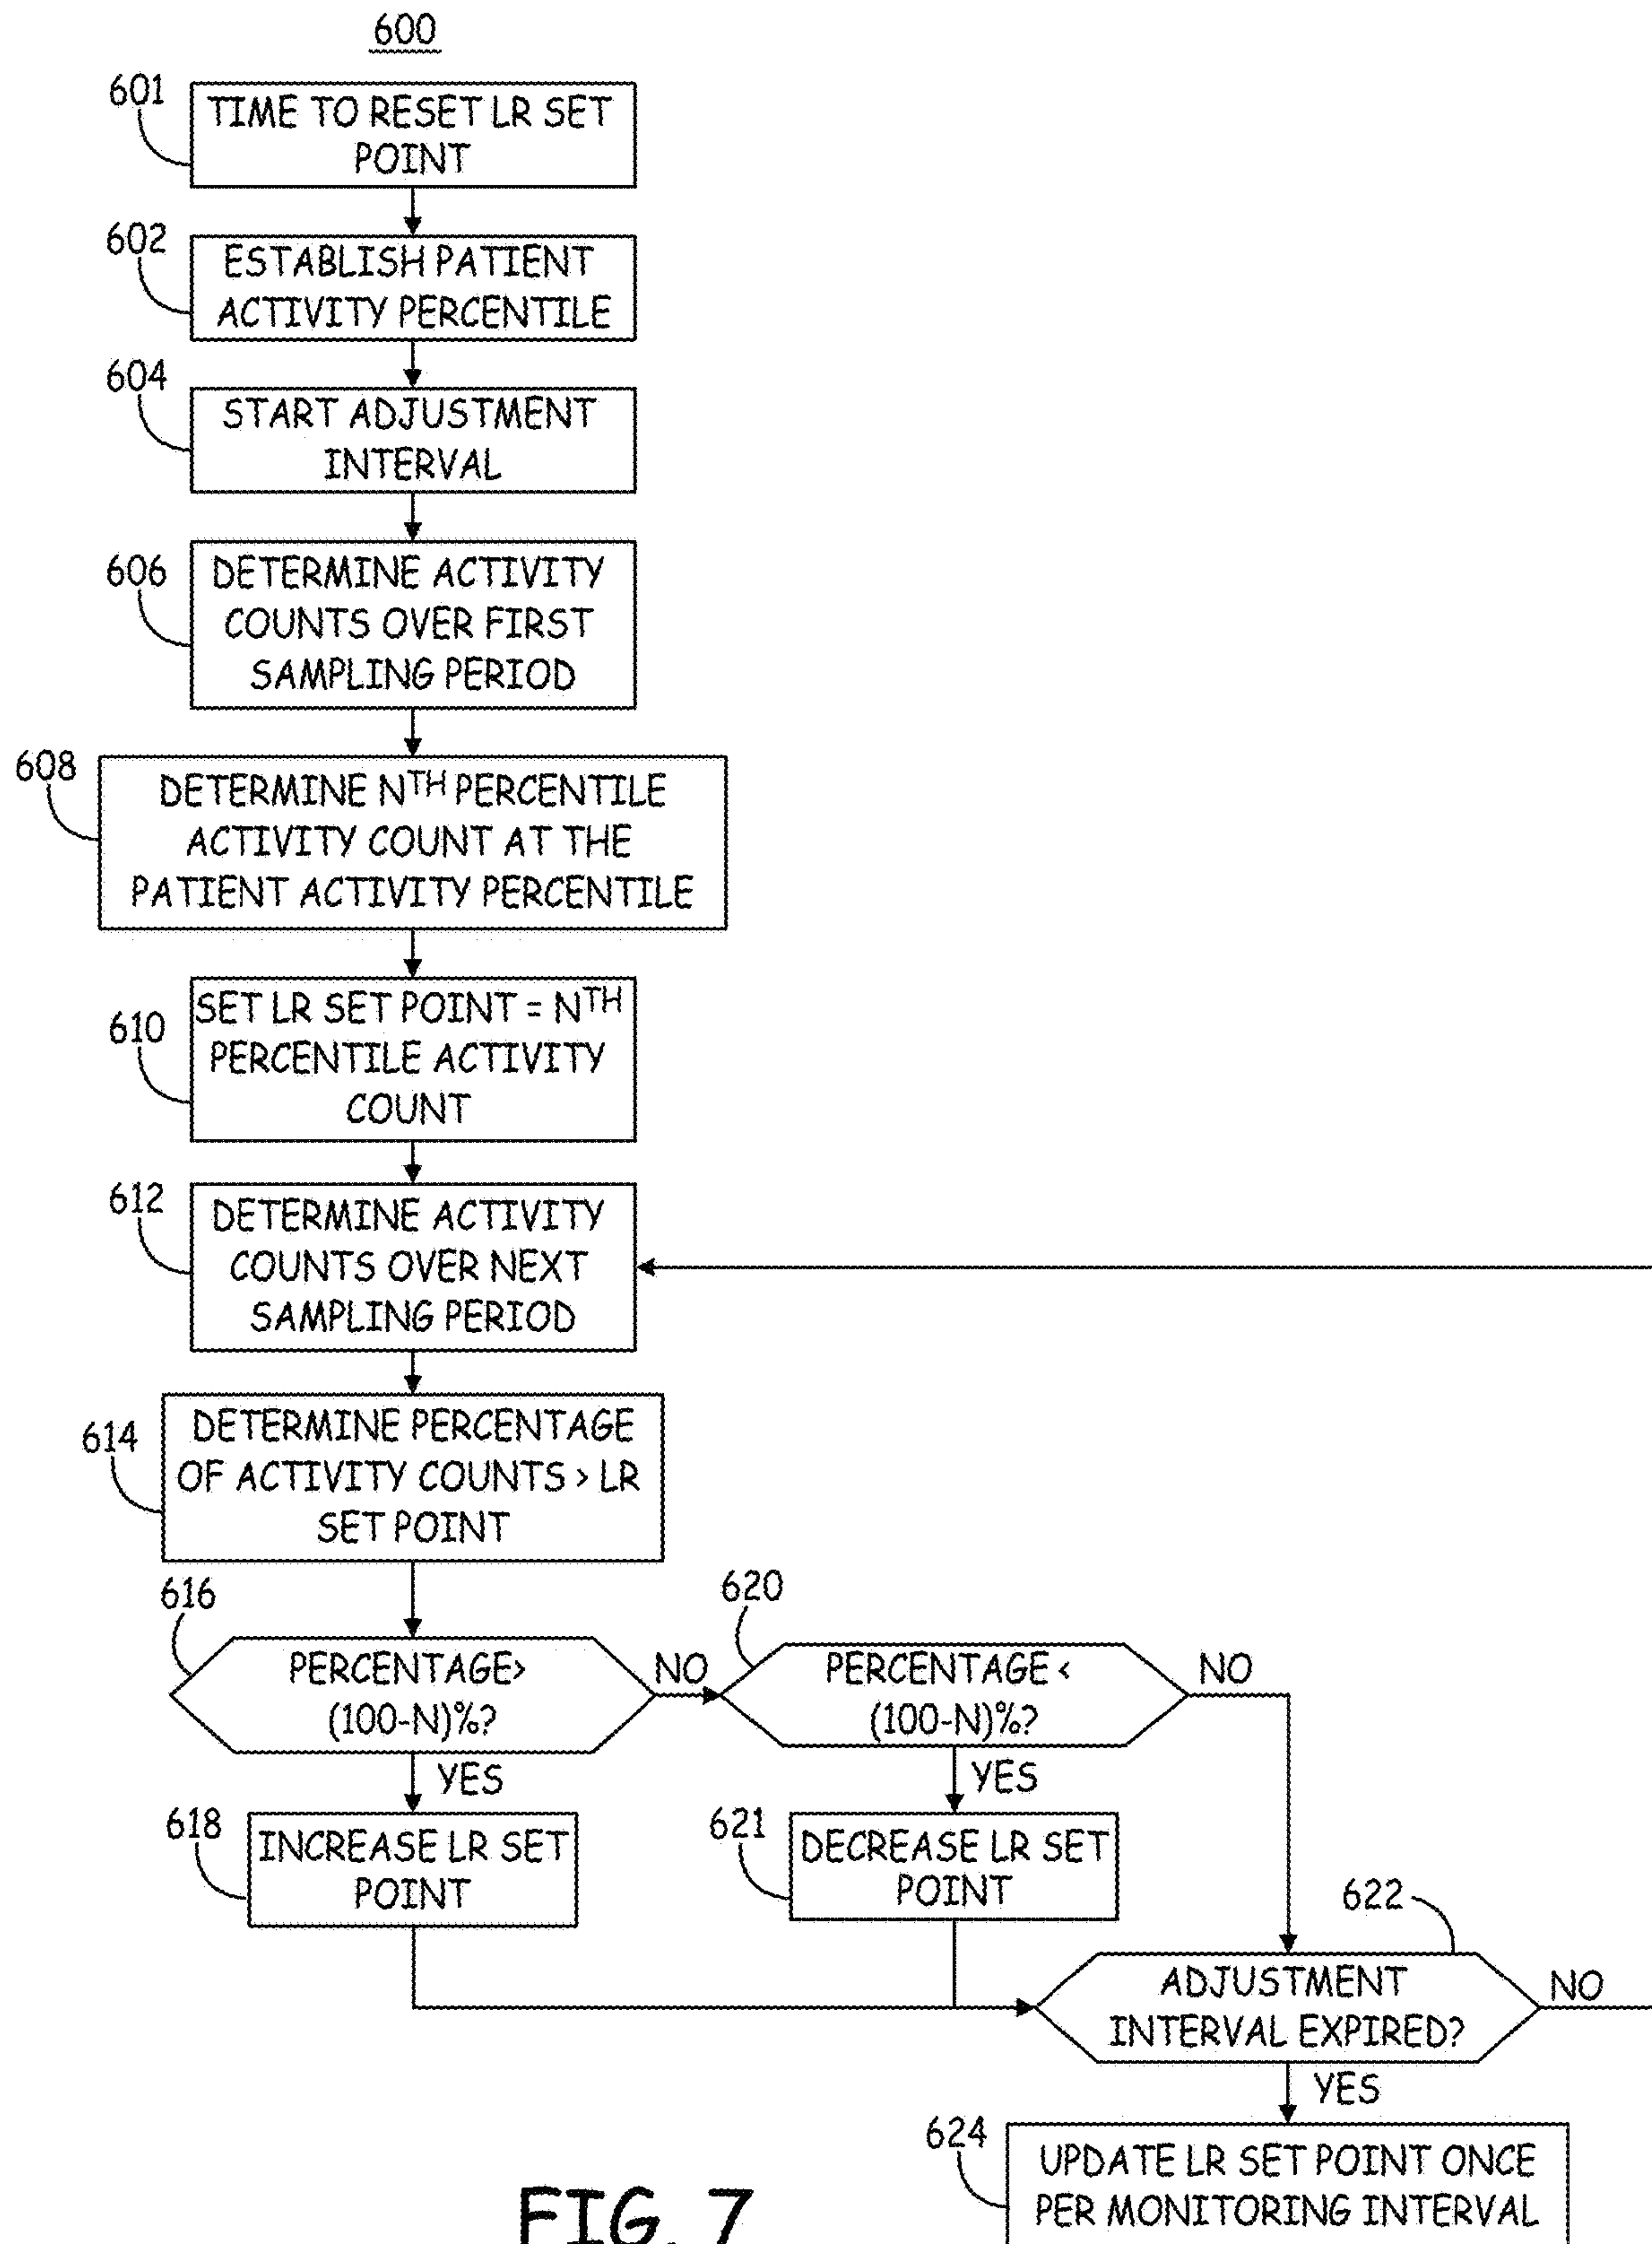 600
601
TIME TO RESET LR SET
POINT
602
ESTABLISH PATIENT
ACTIVITY PERCENTILE
604
START ADJUSTMENT
INTERVAL
606
DETERMINE ACTIVITY
COUNTS OVER FIRST
SAMPLING PERIOD
608
DETERMINE NTH PERCENTILE
ACTIVITY COUNT AT THE
PATIENT ACTIVITY PERCENTILE
610
SET LR SET POINT = NTH
PERCENTILE ACTIVITY
COUNT
612
DETERMINE ACTIVITY
COUNTS OVER NEXT
SAMPLING PERIOD
614
DETERMINE PERCENTAGE
OF ACTIVITY COUNTS > LR
SET POINT
616
PERCENTAGE>
(100-N)%?
NO
YES
620
PERCENTAGE <
(100-N)%?
NO
YES
618
INCREASE LR SET
POINT
621
DECREASE LR SET
POINT
622
ADJUSTMENT
INTERVAL EXPIRED?
NO
YES
624
UPDATE LR SET POINT ONCE
PER MONITORING INTERVAL
FIG. 7